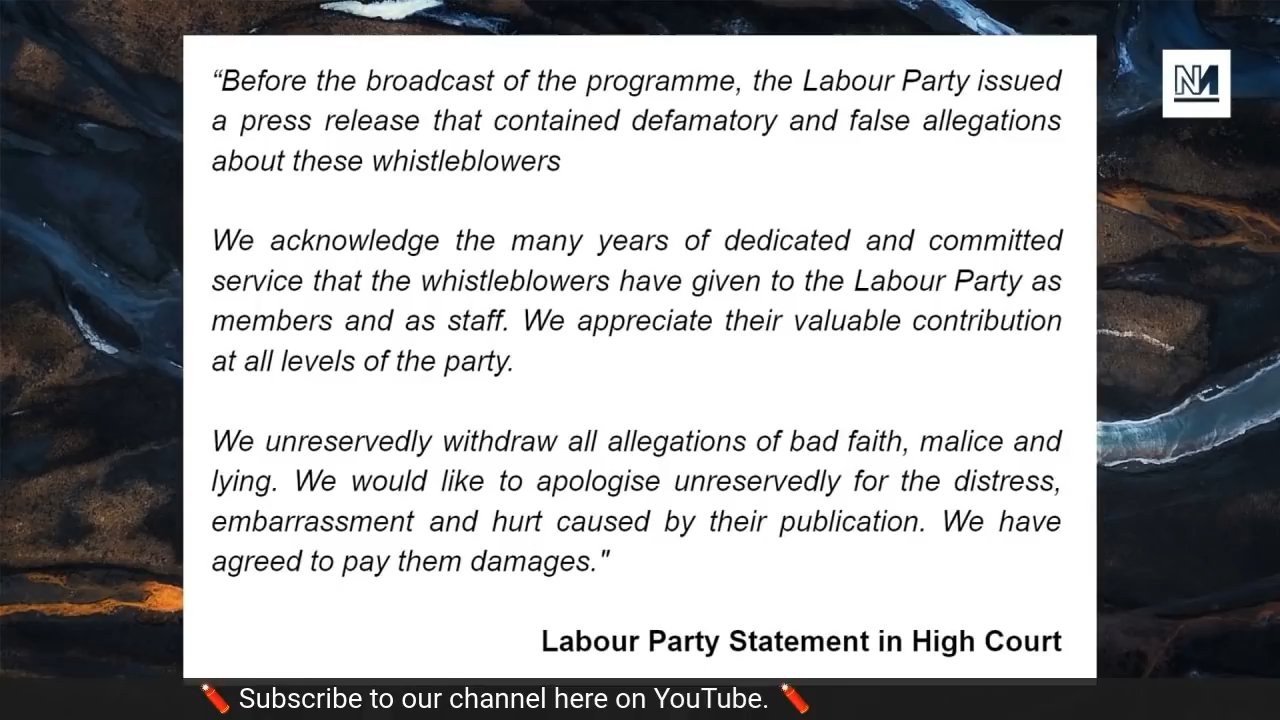 “Before the broadcast of the programme, the Labour Party issued
a press release that contained defamatory and false allegations
about these whistleblowers
We acknowledge the many years of dedicated and committed
service that the whistleblowers have given to the Labour Party as
members and as staff. We appreciate their valuable contribution
at all levels of the party.
We unreservedly withdraw all allegations of bad faith, malice and
lying. We would like to apologise unreservedly for the distress,
embarrassment and hurt caused by their publication. We have
agreed to pay them damages."
Labour Party Statement in High Court
NM
Subscribe to our channel here on YouTube.